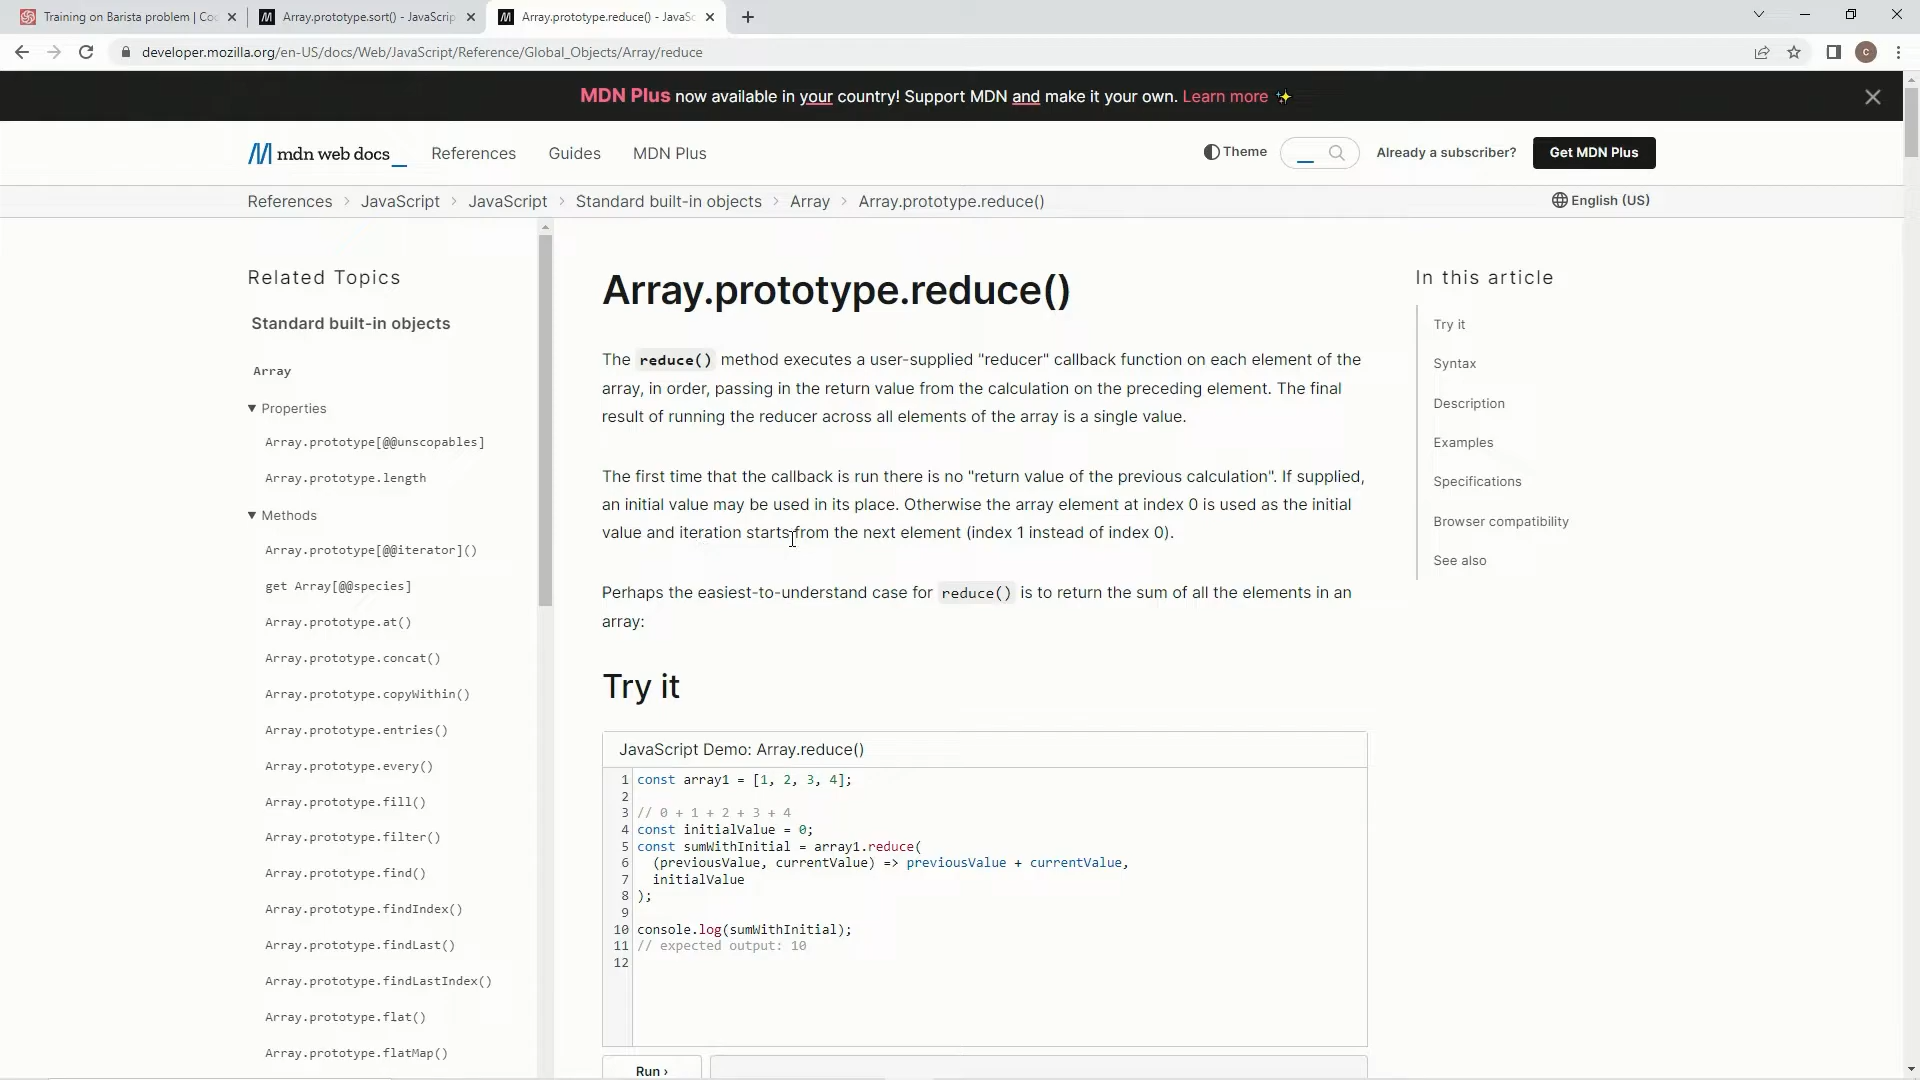 Training on Barista problem | Co
Array.prototype.sort() - JavaScrip
Array.prototype.reduce() - JavaSc
developer.mozilla.org/en-US/docs/Web/JavaScript/Reference/Global_Objects/Array/reduce
C
MDN Plus now available in your country! Support MDN and make it your own. Learn more ✨
mdn web docs_
References
Guides
MDN Plus
Theme
Already a subscriber?
Get MDN Plus
References > JavaScript > JavaScript > Standard built-in objects > Array > Array.prototype.reduce()
English (US)
Related Topics
Standard built-in objects
Array
▼ Properties
Array.prototype[@@unscopables]
Array.prototype.length
▼ Methods
Array.prototype[@@iterator]()
get Array[@@species]
Array.prototype.at()
Array.prototype.concat()
Array.prototype.copyWithin()
Array.prototype.entries()
Array.prototype.every()
Array.prototype.fill()
Array.prototype.filter()
Array.prototype.find()
Array.prototype.findIndex()
Array.prototype.findLast()
Array.prototype.findLastIndex()
Array.prototype.flat()
Array.prototype.flatMap()
Array.prototype.reduce()
The reduce() method executes a user-supplied "reducer" callback function on each element of the
array, in order, passing in the return value from the calculation on the preceding element. The final
result of running the reducer across all elements of the array is a single value.
The first time that the callback is run there is no "return value of the previous calculation". If supplied,
an initial value may be used in its place. Otherwise the array element at index 0 is used as the initial
value and iteration starts from the next element (index 1 instead of index 0).
Perhaps the easiest-to-understand case for reduce() is to return the sum of all the elements in an
array:
Try it
JavaScript Demo: Array.reduce()
1 const array1 = [1, 2, 3, 4];
2
3 // 0 + 1 + 2 + 3 + 4
4 const initialValue = 0;
5 const sumWithInitial = array1.reduce(
6 (previousValue, currentValue) => previousValue + currentValue,
7 initialValue
8 );
9
10 console.log(sumWithInitial);
11 // expected output: 10
12
Run ›
In this article
Try it
Syntax
Description
Examples
Specifications
Browser compatibility
See also